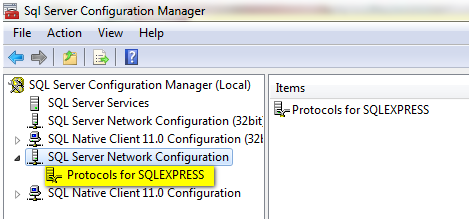 Sql Server Configuration Manager
File Action View Help
SQL Server Configuration Manager (Local)
SQL Server Services
SQL Server Network Configuration (32bit)
SQL Native Client 11.0 Configuration (32bi
SQL Server Network Configuration
Protocols for SQLEXPRESS
SQL Native Client 11.0 Configuration
Items
Protocols for SQLEXPRESS